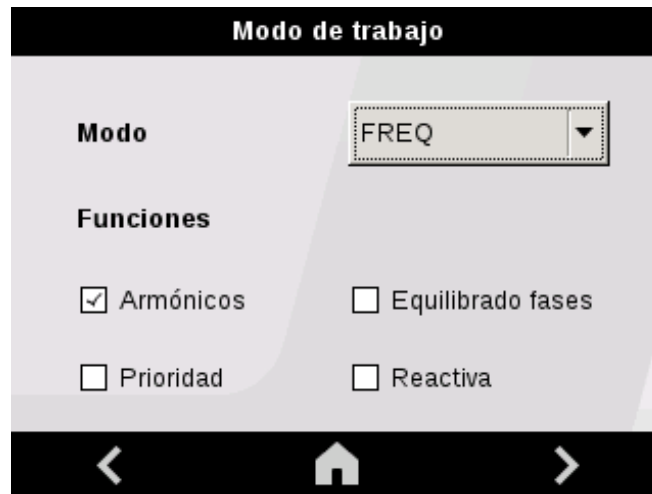 Modo de trabajo
Modo
FREQ
Funciones
Armónicos
Equilibrado fases
Prioridad
Reactiva